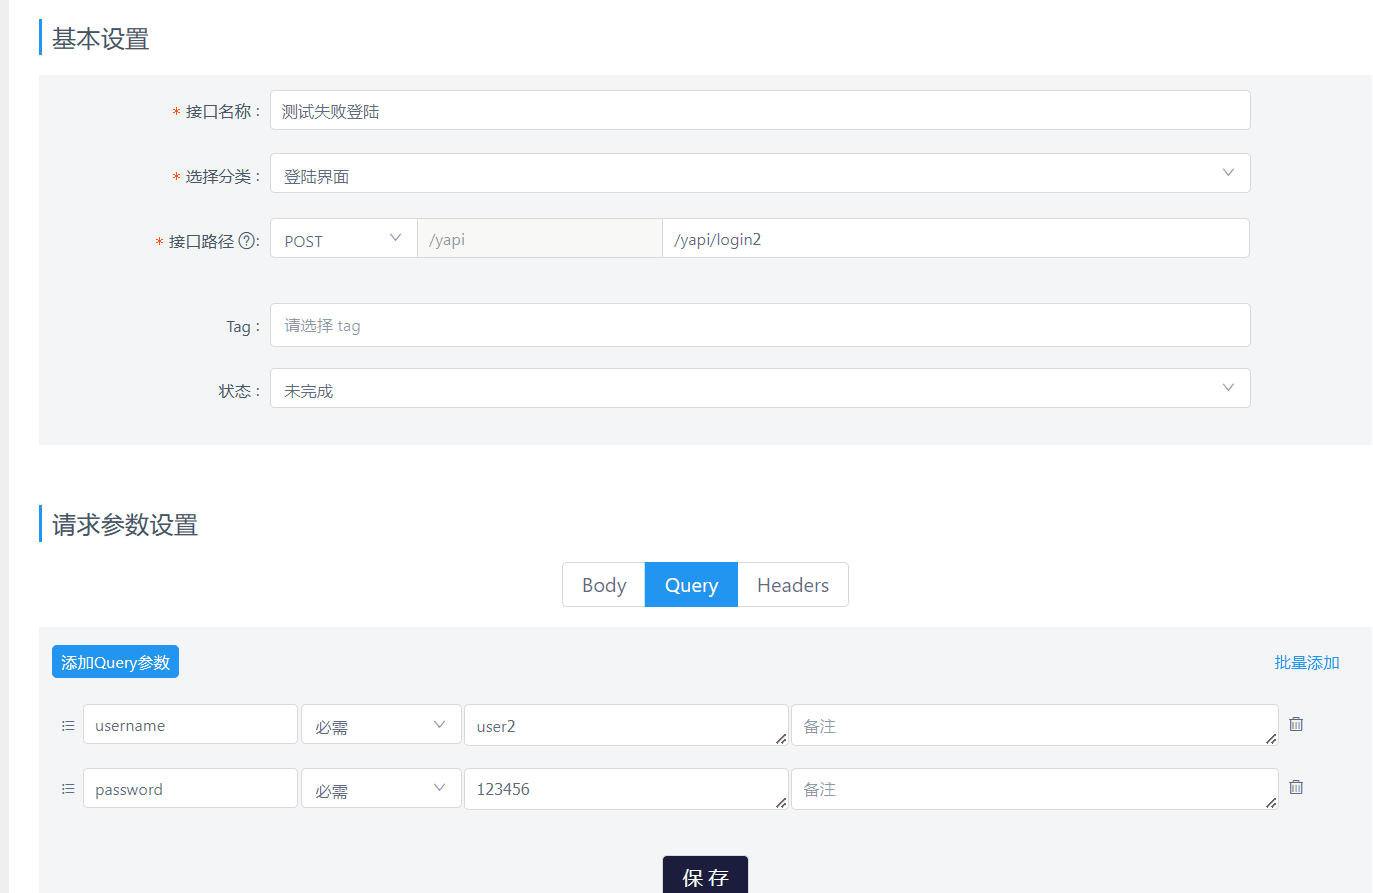 基本设置
* 接口名称 : 测试失败登陆
* 选择分类 : 登陆界面
* 接口路径 ? : POST /yapi /yapi/login2
Tag : 请选择 tag
状态 : 未完成
请求参数设置
Body Query Headers
添加Query参数 批量添加
username 必需 user2 备注
password 必需 123456 备注
保 存